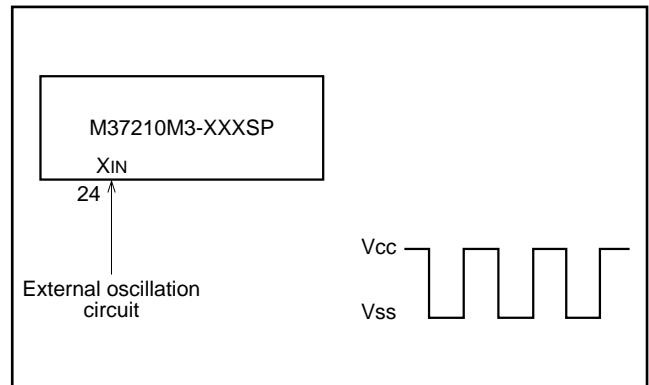 M37210M3-XXXSP
XIN
24
External oscillation
circuit
Vcc
Vss